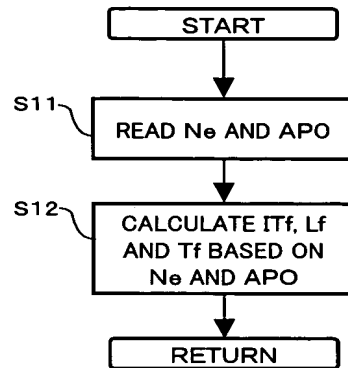 START
S11
READ Ne AND APO
S12
CALCULATE ITf, Lf
AND Tf BASED ON
Ne AND APO
RETURN